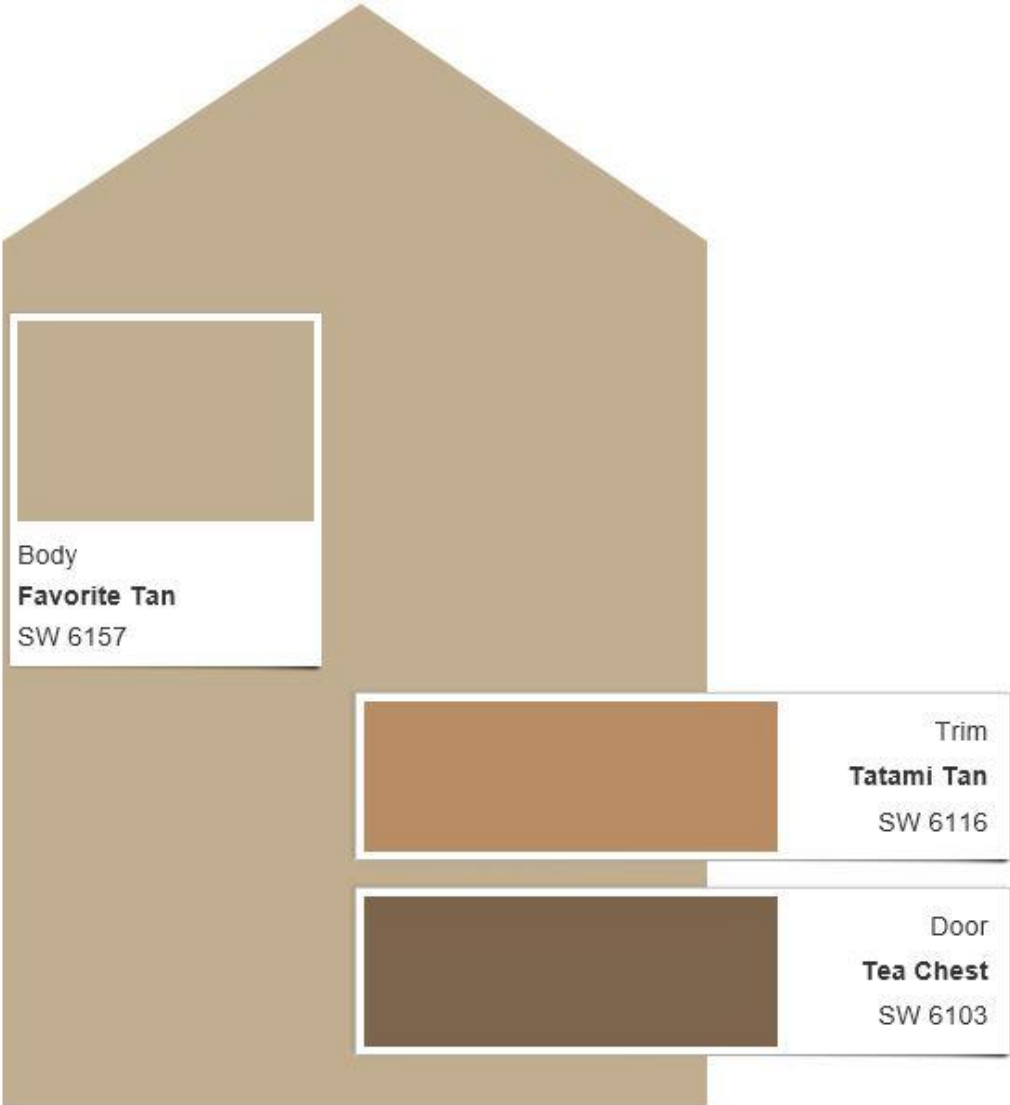 Body
Favorite Tan
SW 6157
Trim
Tatami Tan
SW 6116
Door
Tea Chest
SW 6103